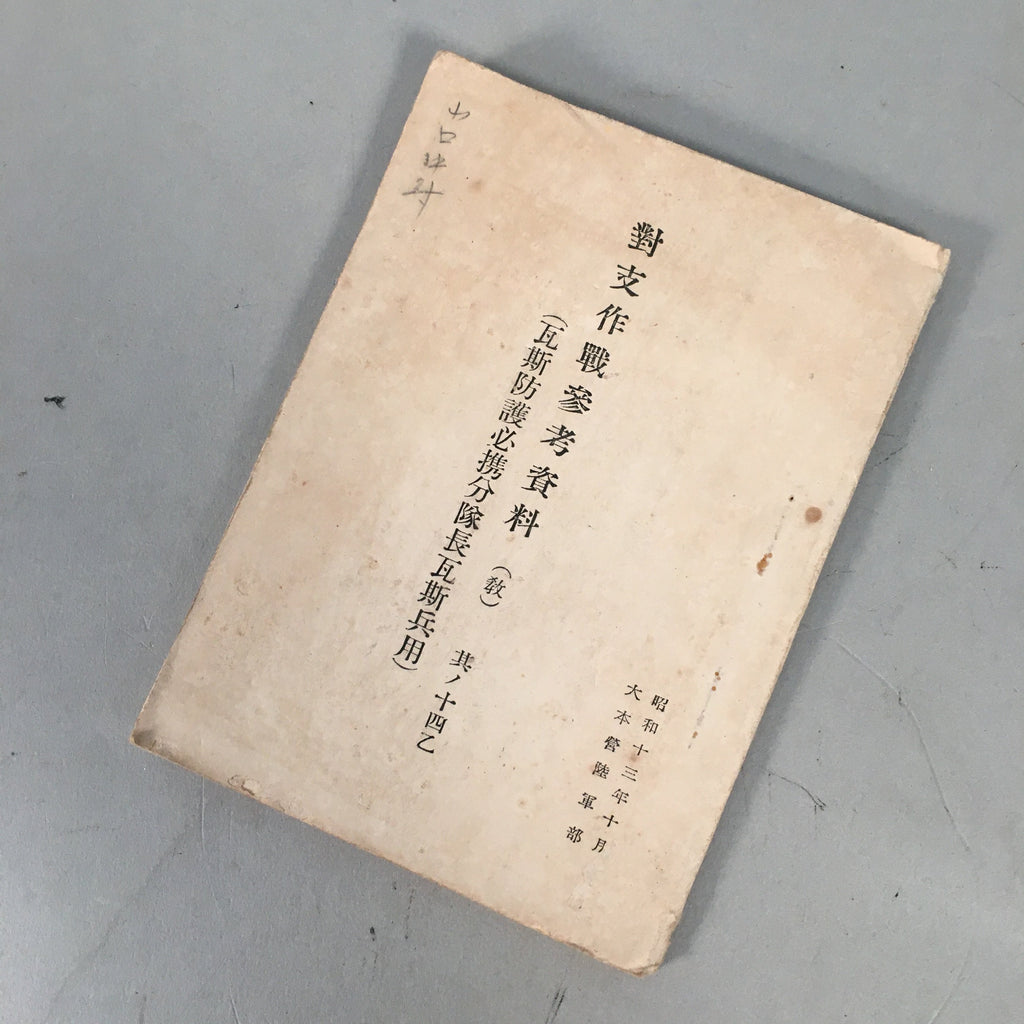 昭和十三年十月
大本營陸軍部
對支作戰參考資料(教)其ノ十四乙
(瓦斯防護必携分隊長瓦斯兵用)